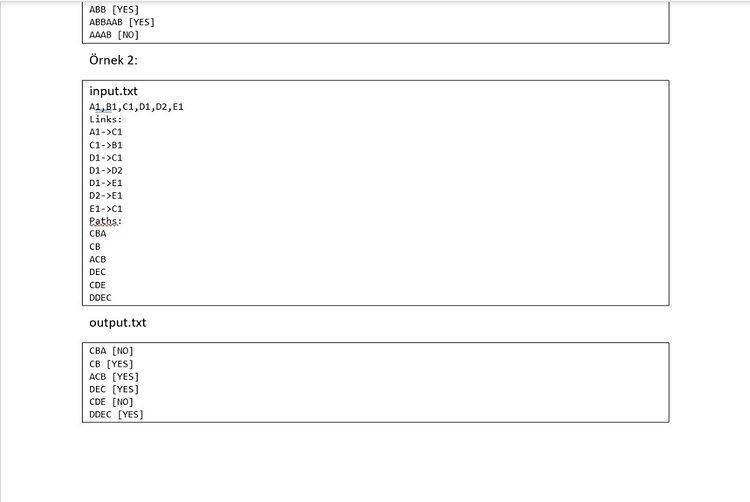 ABB [YES]
ABBAAB [YES]
AAAB [NO]
Örnek 2:
input.txt
A1,B1,C1,D1,D2,E1
Links:
A1->C1
C1->B1
D1->C1
D1->D2
D1->E1
D2->E1
E1->C1
Paths:
CBA
CB
ACB
DEC
CDE
DDEC
output.txt
CBA [NO]
CB [YES]
ACB [YES]
DEC [YES]
CDE [NO]
DDEC [YES]